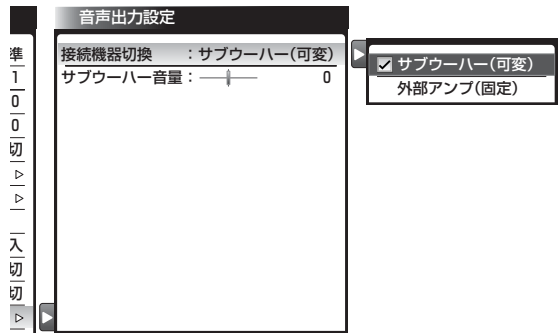 音声出力設定
準
1
0
0
切
▷
▷
入
切
切
▷
接続機器切換 : サブウーハー(可変)
サブウーハー音量 : 0
サブウーハー(可変)
外部アンプ(固定)